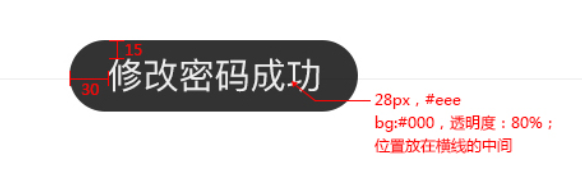 15
修改密码成功
30
28px，#eee
bg:#000，透明度：80%；
位置放在横线的中间